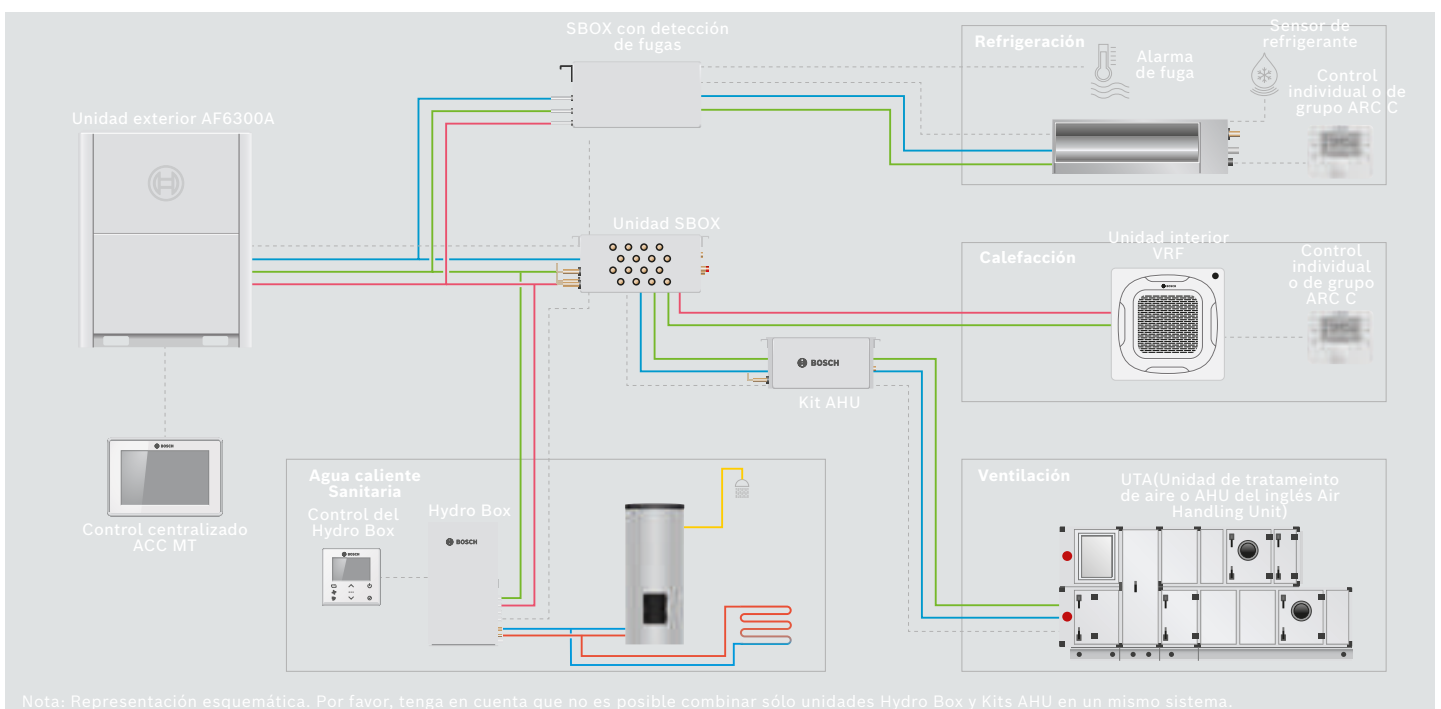 SBOX con detección
de fugas
Refrigeración
Alarma
de fuga
Sensor de
refrigerante
Control
individual o de
grupo ARC C
Unidad exterior AF6300A
Unidad SBOX
Calefacción
Unidad interior
VRF
BOSCH
Control
individual
o de grupo
ARC C
BOSCH
Kit AHU
BOSCH
Control centralizado
ACC MT
Agua caliente
Sanitaria
Control del
Hydro Box
BOSCH
Hydro Box
BOSCH
Ventilación
UTA(Unidad de tratameinto
de aire o AHU del inglés Air
Handling Unit)
Nota: Representación esquemática. Por favor, tenga en cuenta que no es posible combinar sólo unidades Hydro Box y Kits AHU en un mismo sistema.